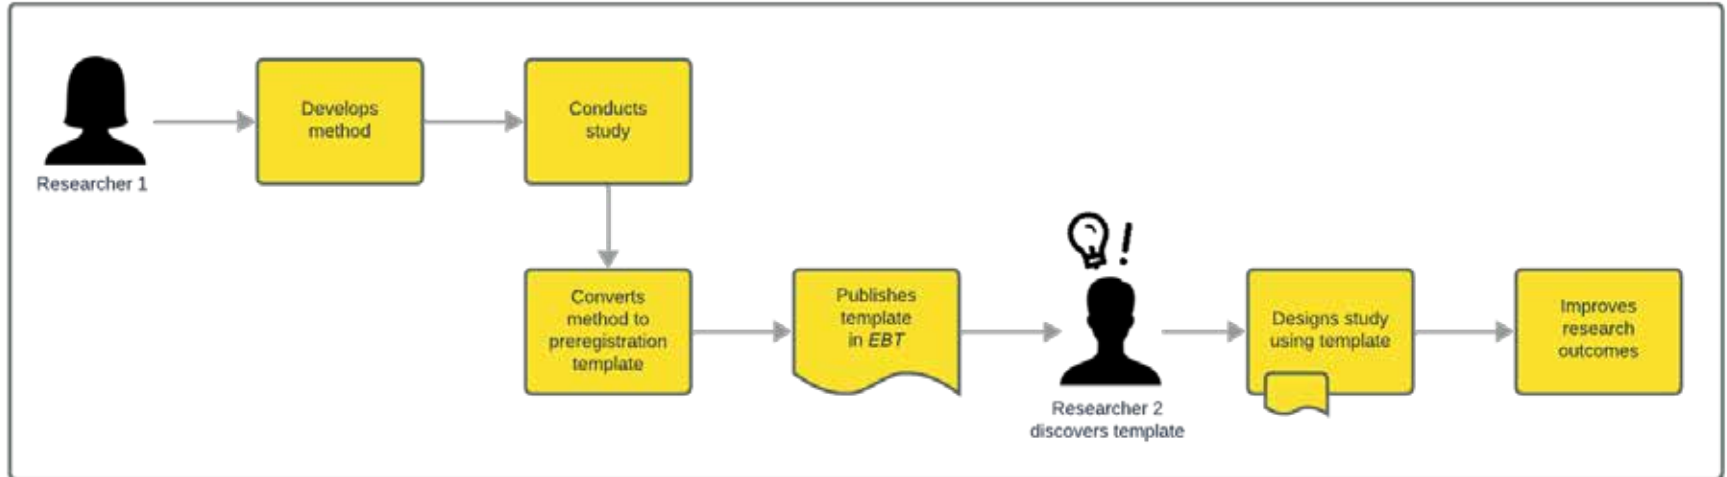 Researcher 1
Develops
method
Conducts
study
Converts
method to
preregistration
template
Publishes
template
in EBT
!
Researcher 2
discovers template
Designs study
using template
Improves
research
outcomes